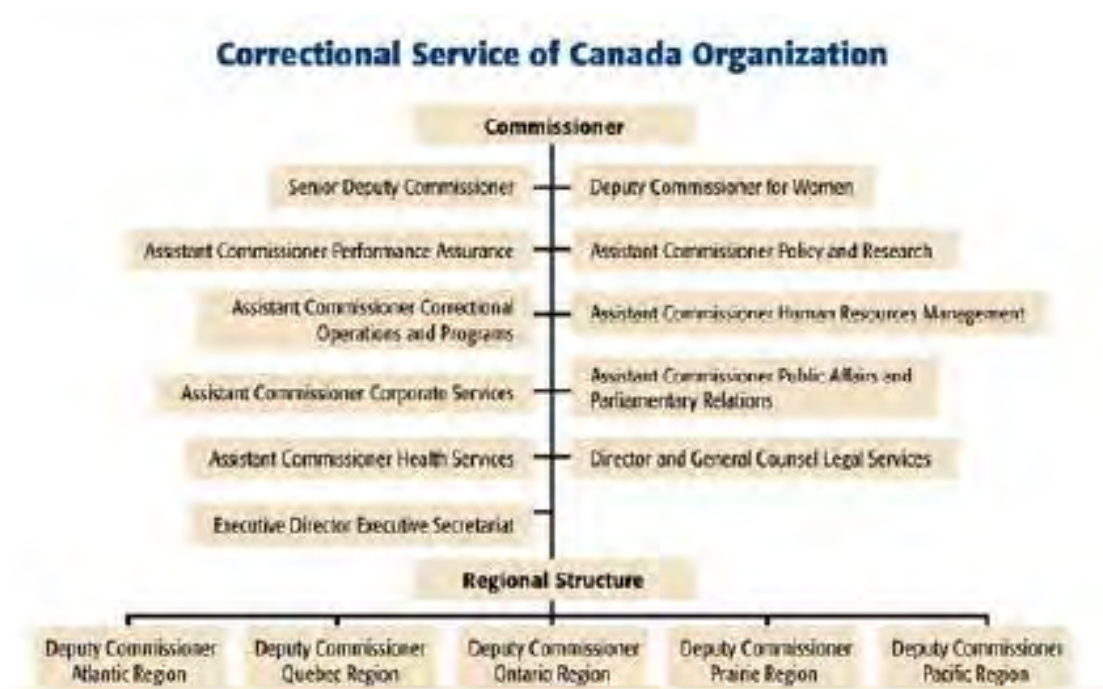 Correctional Service of Canada Organization
Commissioner
Senior Deputy Commissioner
Deputy Commissioner for Women
Assistant Commissioner Performance Assurance
Assistant Commissioner Policy and Research
Assistant Commissioner Correctional
Operations and Programs
Assistant Commissioner Human Resources Management
Assistant Commissioner Corporate Services
Assistant Commissioner Public Affairs and
Parliamentary Relations
Assistant Commissioner Health Services
Director and General Counsel Legal Services
Executive Director Executive Secretariat
Regional Structure
Deputy Commissioner
Atlantic Region
Deputy Commissioner
Quebec Region
Deputy Commissioner
Ontario Region
Deputy Commissioner
Prairie Region
Deputy Commissioner
Pacific Region